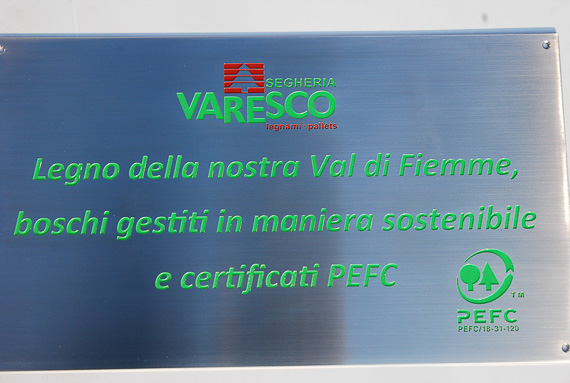 SEGHERIA
VARESCO
legnami pallets
Legno della nostra Val di Fiemme,
boschi gestiti in maniera sostenibile
e certificati PEFC
TM
PEFC
PEFC/18-31-120